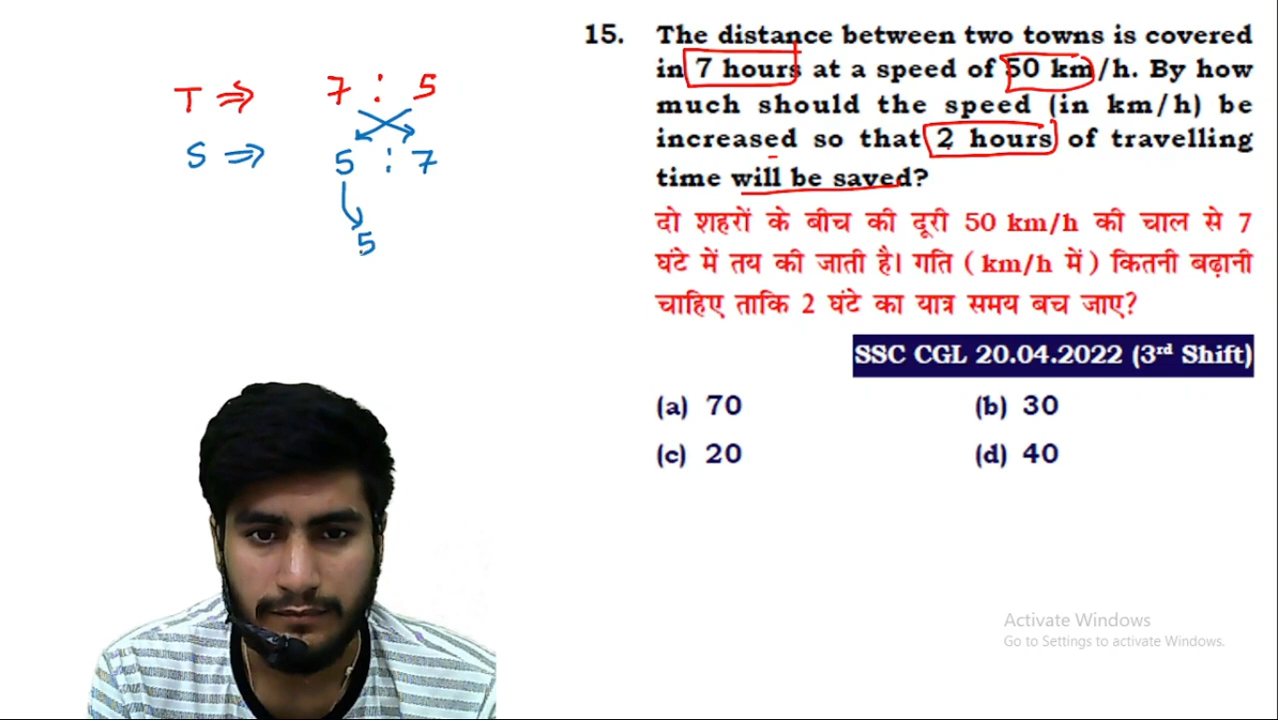 T ⇒ 7 : 5
S ⇒ 5 : 7
5
15. The distance between two towns is covered
in 7 hours at a speed of 50 km/h. By how
much should the speed (in km/h) be
increased so that 2 hours of travelling
time will be saved?
दो शहरों के बीच की दूरी 50 km/h की चाल से 7
घंटे में तय की जाती है। गति ( km/h में ) कितनी बढ़ानी
चाहिए ताकि 2 घंटे का यात्र समय बच जाए?
SSC CGL 20.04.2022 (3rd Shift)
(a) 70 (b) 30
(c) 20 (d) 40
Activate Windows
Go to Settings to activate Windows.